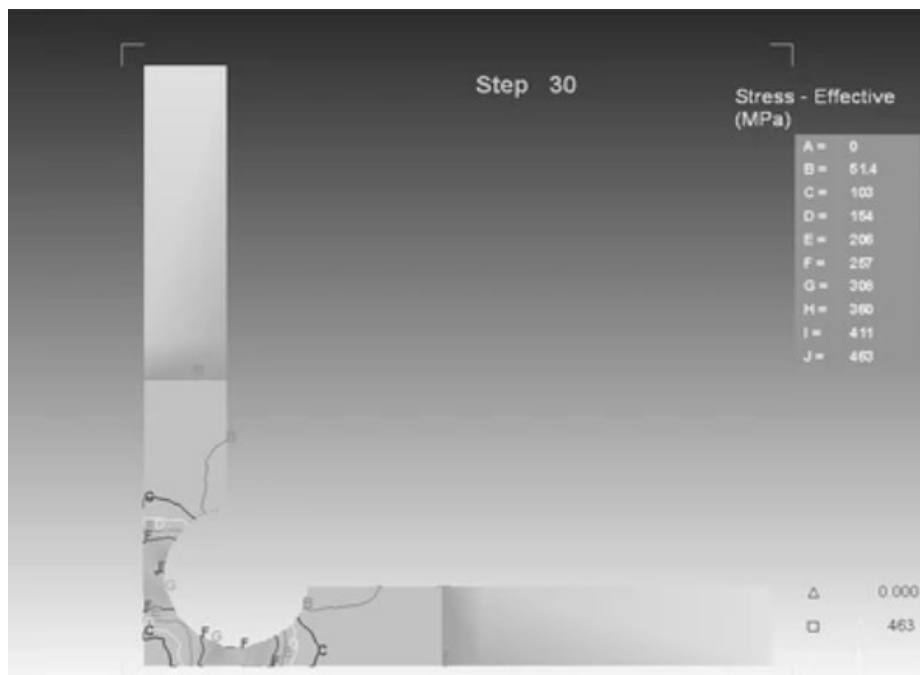 Step 30
Stress - Effective
(MPa)
A = 0
B = 51.4
C = 103
D = 154
E = 206
F = 257
G = 308
H = 360
I = 411
J = 463
B
G
D
F
F
G
F
C
F
G
F
B
C
F
0.000
463